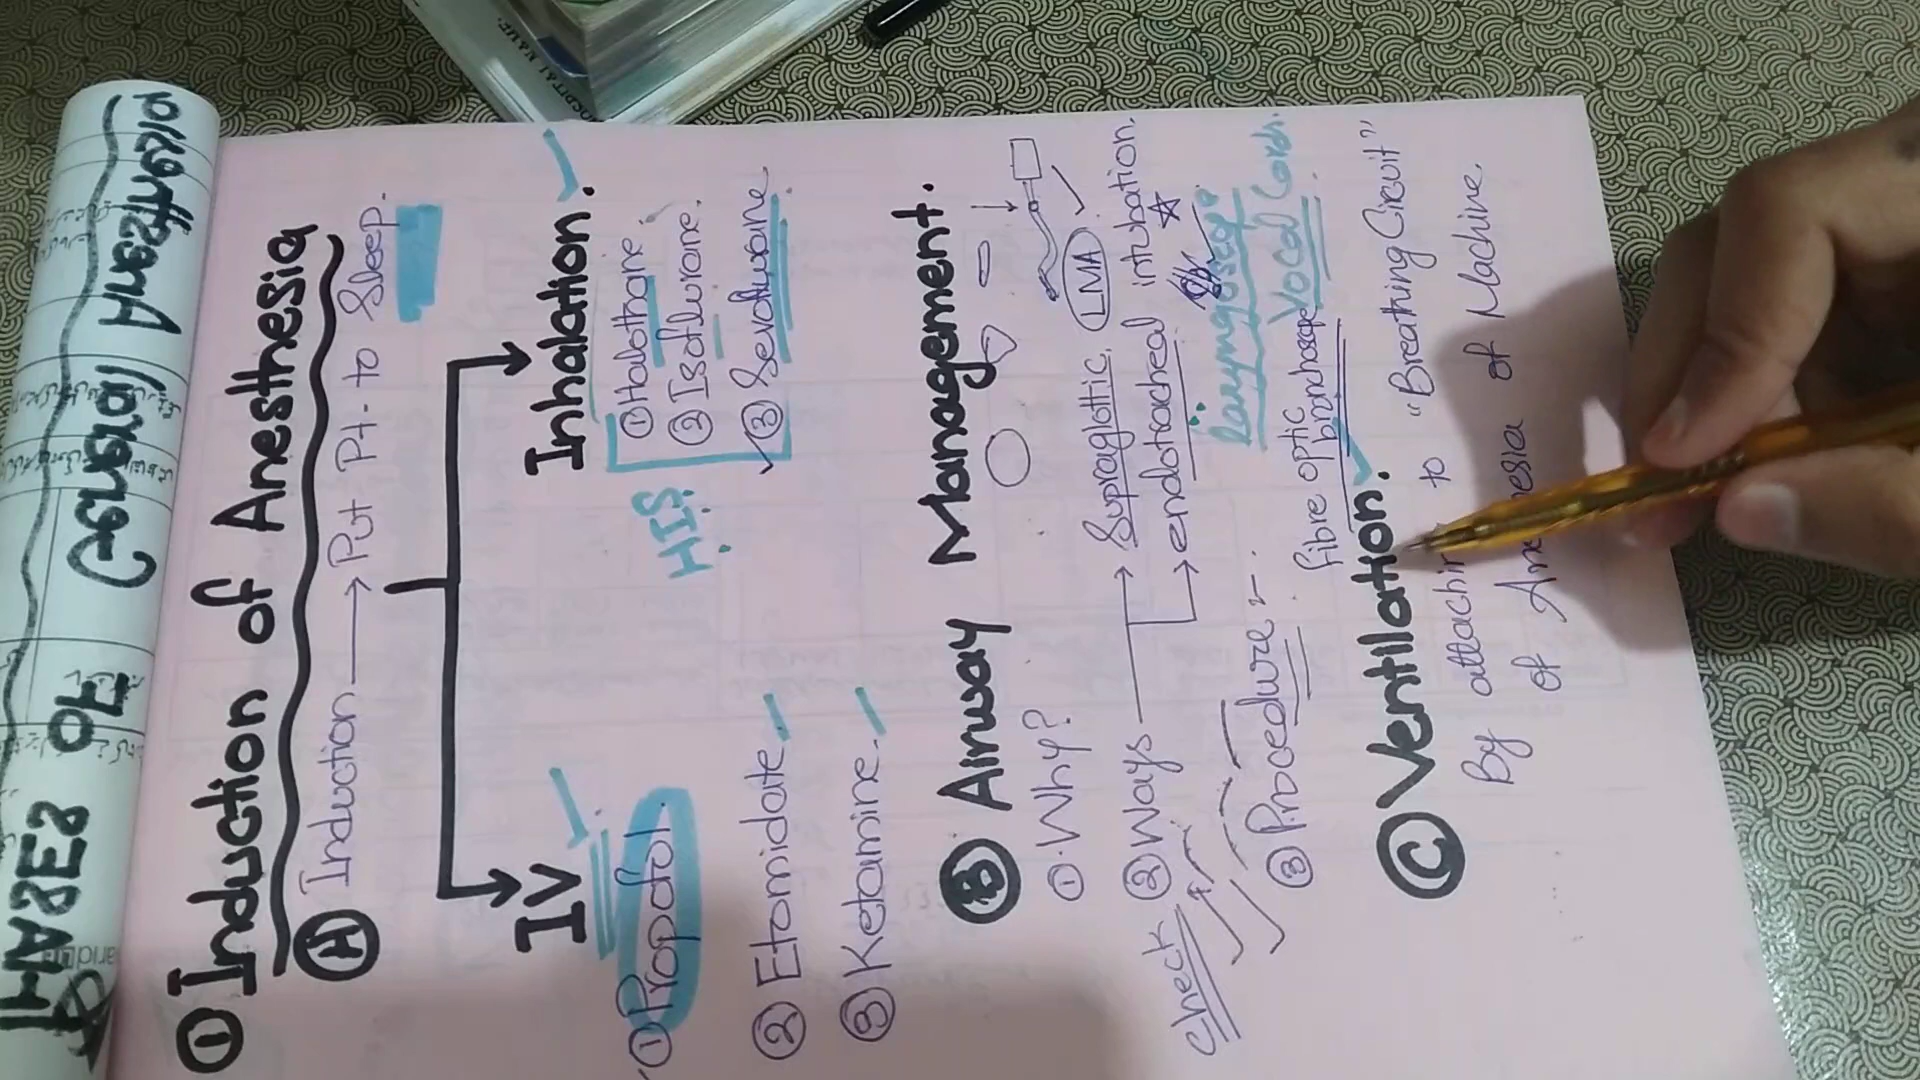 PHASES OF General Anaesthesia
① Induction of Anesthesia
Ⓐ Induction → Put Pt. to Sleep.
IV
① Propofol
② Etomidate
③ Ketamine.
Inhalation.
① Halothane
② Isoflurane.
③ Sevoflurane
HIS
Ⓑ Airway Management.
① Why?
② Ways → Supraglottic. LMA
→ endotracheal intubation.
check
laryngoscope
Vocal Cords.
③ Procedure :-
fibre optic
bronchoscope
Ⓒ Ventilation.
By attaching to "Breathing Circuit"
of of Machine.